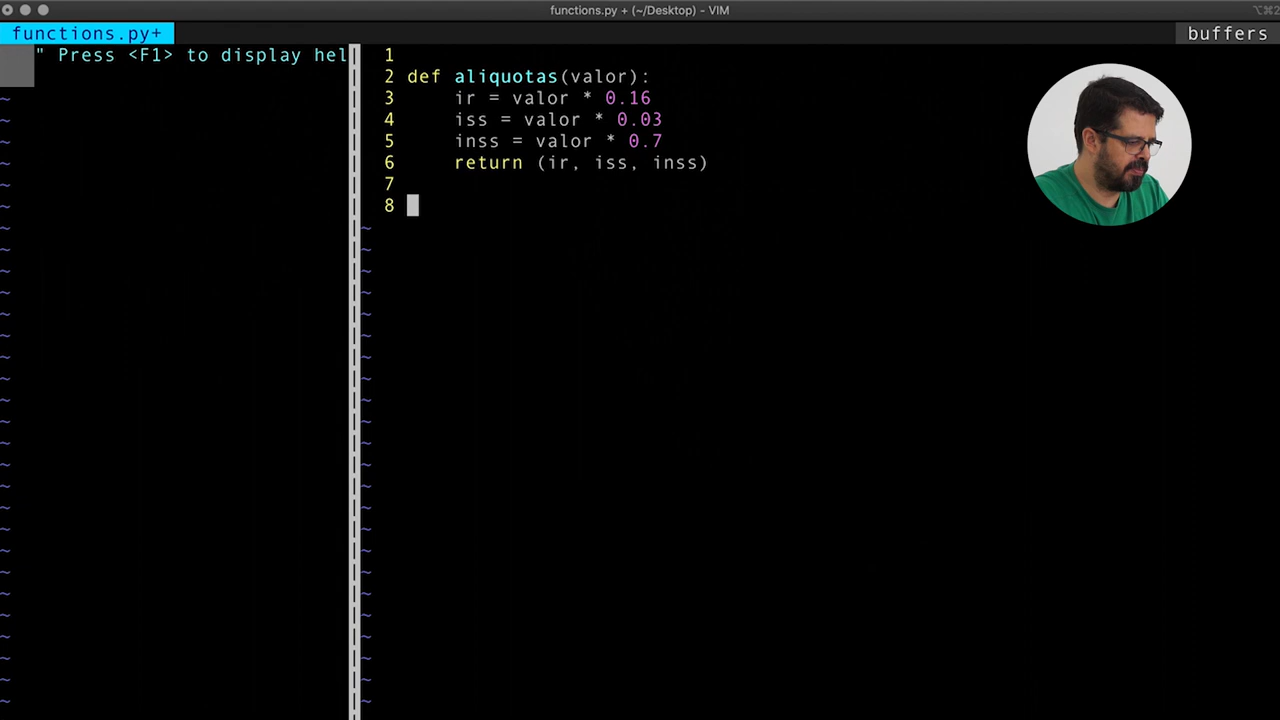 functions.py + (~/Desktop) - VIM
⌥⌘2
functions.py+
buffers
" Press <F1> to display hel
1
2 def aliquotas(valor):
3     ir = valor * 0.16
4     iss = valor * 0.03
5     inss = valor * 0.7
6     return (ir, iss, inss)
7
8